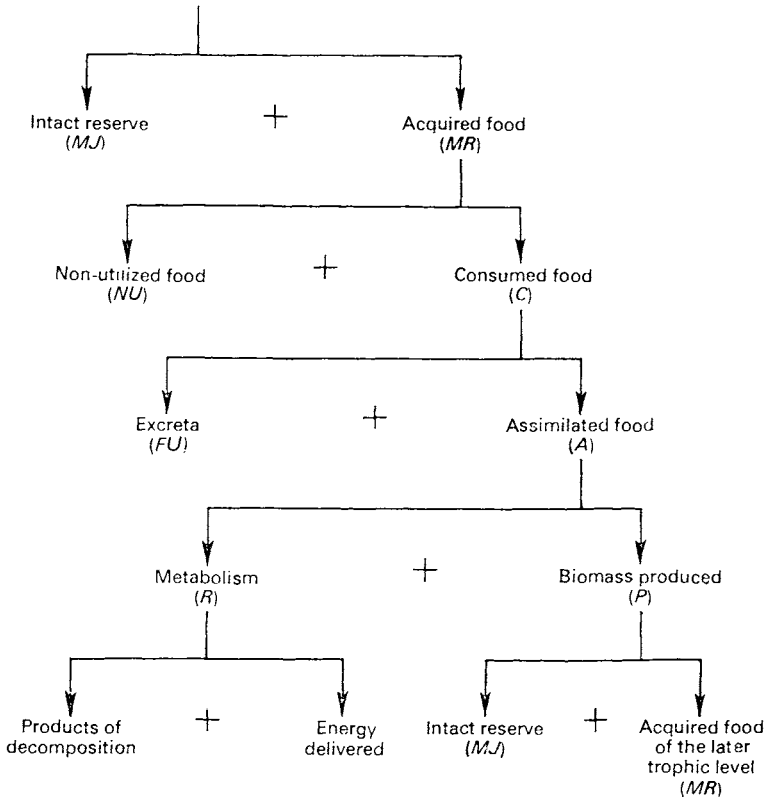 Intact reserve
(MJ)
+
Acquired food
(MR)
Non-utilized food
(NU)
+
Consumed food
(C)
Excreta
(FU)
+
Assimilated food
(A)
Metabolism
(R)
+
Biomass produced
(P)
Products of
decomposition
+
Energy
delivered
Intact reserve
(MJ)
+
Acquired food
of the later
trophic level
(MR)